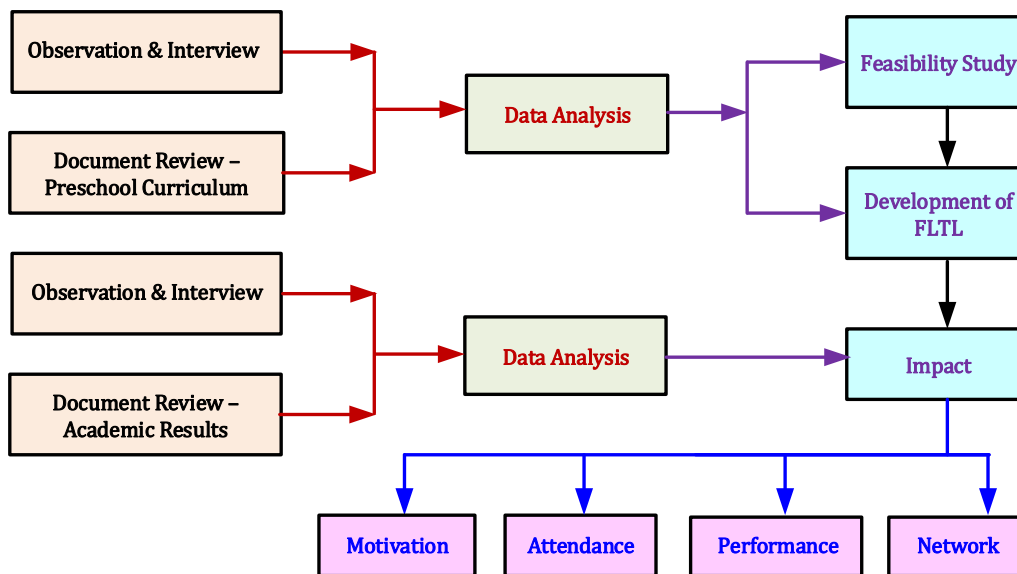 Observation & Interview
Feasibility Study
Data Analysis
Document Review –
Preschool Curriculum
Development of
FLTL
Observation & Interview
Data Analysis
Impact
Document Review –
Academic Results
Motivation
Attendance
Performance
Network